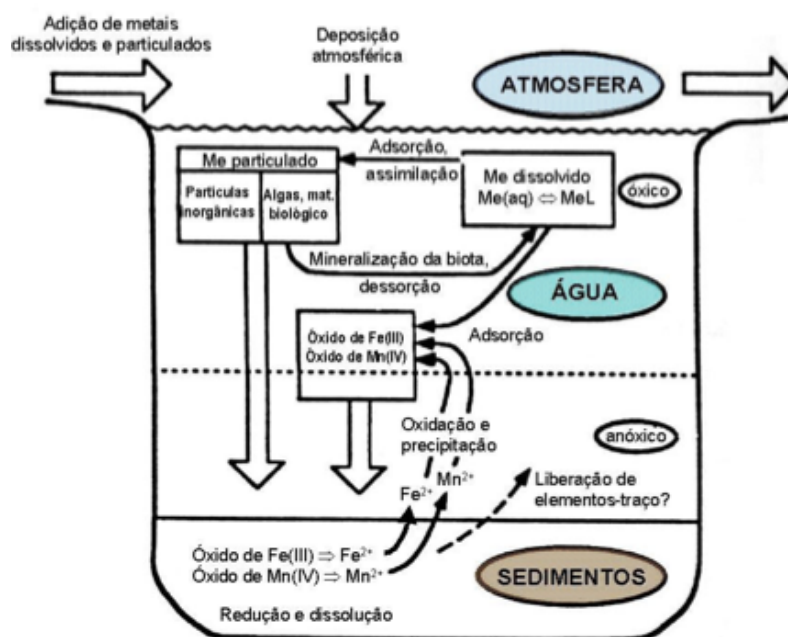 Adição de metais
dissolvidos e particulados
Deposição
atmosférica
ATMOSFERA
Me particulado
Partículas
inorgânicas
Algas, mat.
biològico
Adsorção,
assimilação
Me dissolvido
Me(aq) ⇔ MeL
óxico
Mineralização da biota,
dessorção
ÁGUA
Óxido de Fe(III)
Óxido de Mn(IV)
Adsorção
Oxidação e
precipitação
anóxico
Fe²⁺
Mn²⁺
Liberação de
elementos-traço?
Óxido de Fe(III) ⇒ Fe²⁺
Óxido de Mn(IV) ⇒ Mn²⁺
SEDIMENTOS
Redução e dissolução